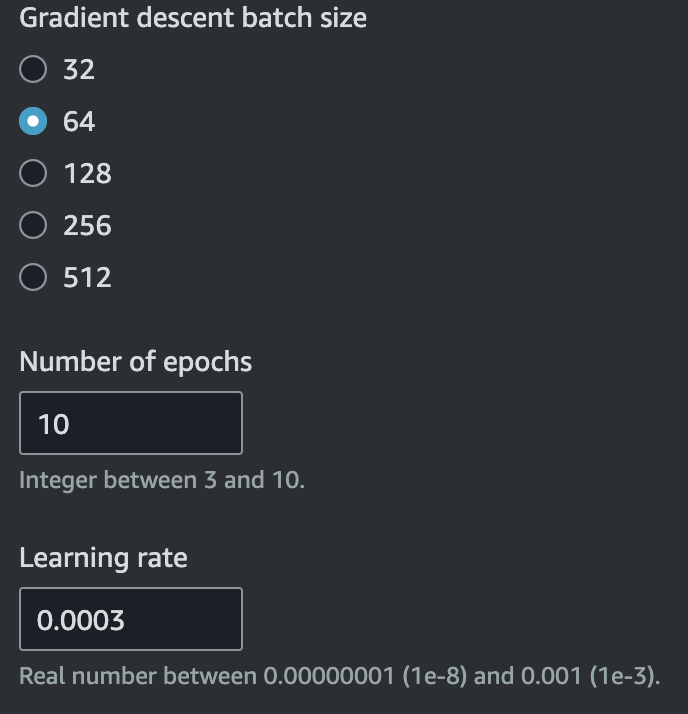 Gradient descent batch size
32
64
128
256
512
Number of epochs
10
Integer between 3 and 10.
Learning rate
0.0003
Real number between 0.00000001 (1e-8) and 0.001 (1e-3).